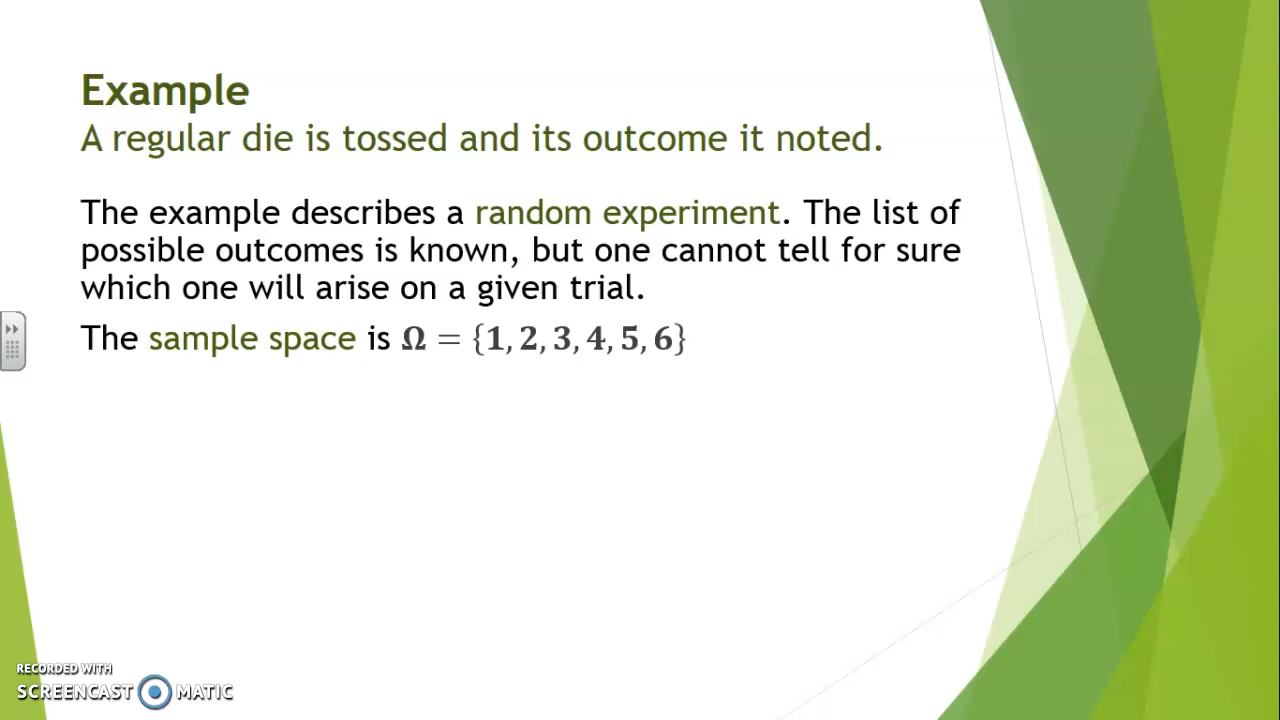 Example
A regular die is tossed and its outcome it noted.
The example describes a random experiment. The list of
possible outcomes is known, but one cannot tell for sure
which one will arise on a given trial.
The sample space is Ω = {1, 2, 3, 4, 5, 6}
RECORDED WITH
SCREENCAST MATIC